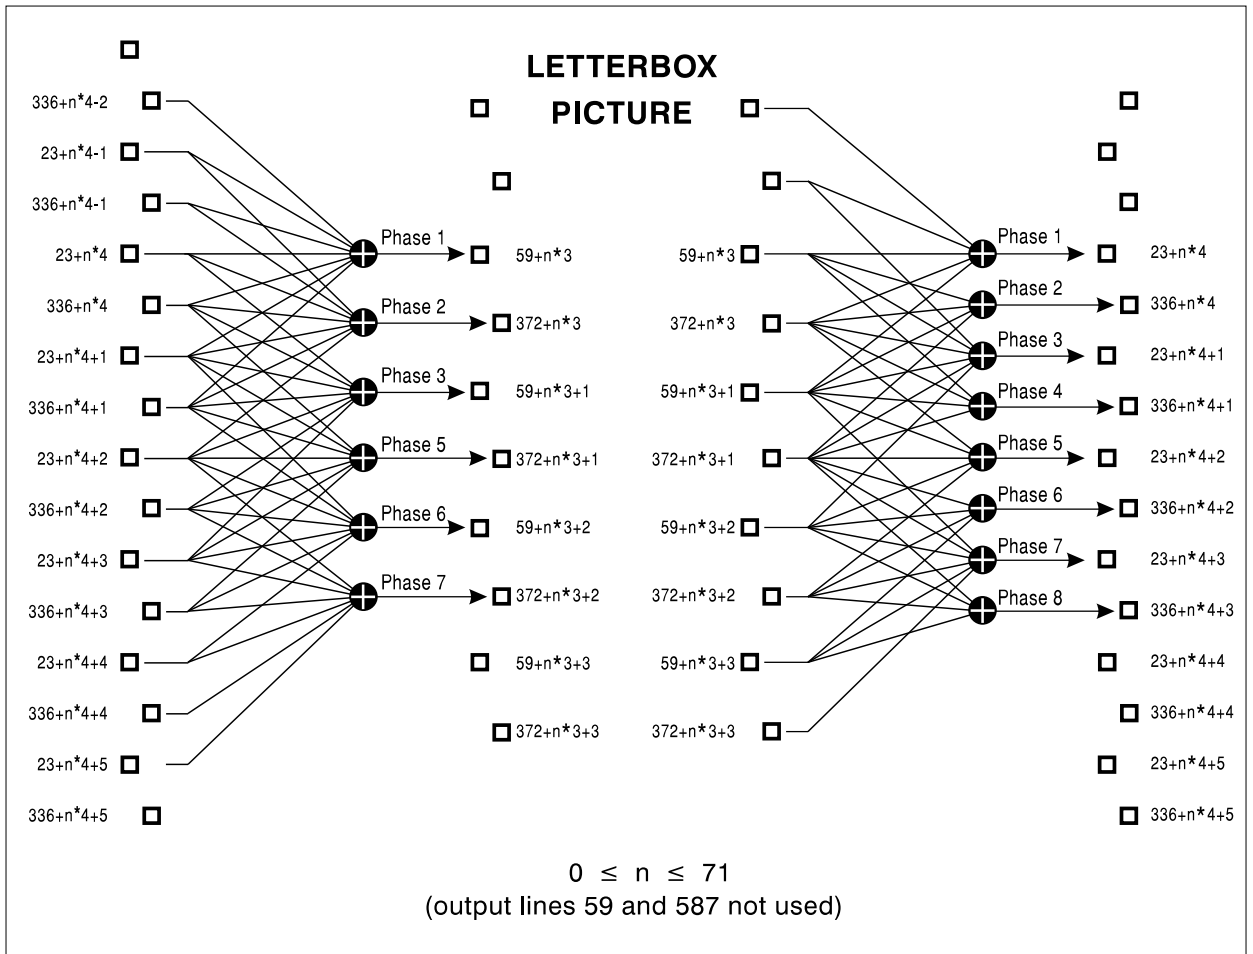 LETTERBOX
PICTURE
336+n*4-2
23+n*4-1
336+n*4-1
23+n*4
336+n*4
23+n*4+1
336+n*4+1
23+n*4+2
336+n*4+2
23+n*4+3
336+n*4+3
23+n*4+4
336+n*4+4
23+n*4+5
336+n*4+5
Phase 1
Phase 2
Phase 3
Phase 5
Phase 6
Phase 7
59+n*3
372+n*3
59+n*3+1
372+n*3+1
59+n*3+2
372+n*3+2
59+n*3+3
372+n*3+3
59+n*3
372+n*3
59+n*3+1
372+n*3+1
59+n*3+2
372+n*3+2
59+n*3+3
372+n*3+3
Phase 1
Phase 2
Phase 3
Phase 4
Phase 5
Phase 6
Phase 7
Phase 8
23+n*4
336+n*4
23+n*4+1
336+n*4+1
23+n*4+2
336+n*4+2
23+n*4+3
336+n*4+3
23+n*4+4
336+n*4+4
23+n*4+5
336+n*4+5
0 ≤ n ≤ 71
(output lines 59 and 587 not used)